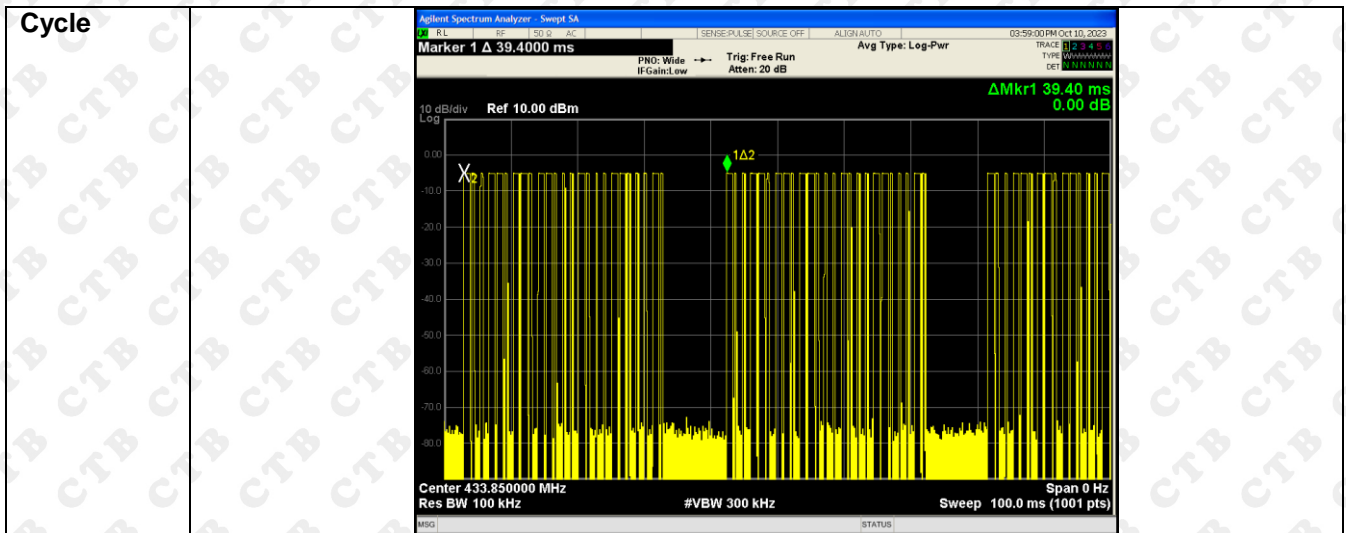 Cycle
Agilent Spectrum Analyzer - Swept SA
RL RF 50 Ω AC SENSE:PULSE SOURCE OFF ALIGN AUTO 03:59:00 PM Oct 10, 2023
Marker 1 Δ 39.4000 ms
PNO: Wide Trig: Free Run Avg Type: Log-Pwr TRACE 1 2 3 4 5 6
IFGain:Low Atten: 20 dB TYPE W
DET N N N N N N
ΔMkr1 39.40 ms
0.00 dB
10 dB/div Ref 10.00 dBm
Log
0.00
-10.0
-20.0
-30.0
-40.0
-50.0
-60.0
-70.0
-80.0
1Δ2
X2
Center 433.850000 MHz Span 0 Hz
Res BW 100 kHz #VBW 300 kHz Sweep 100.0 ms (1001 pts)
MSG STATUS
CTB